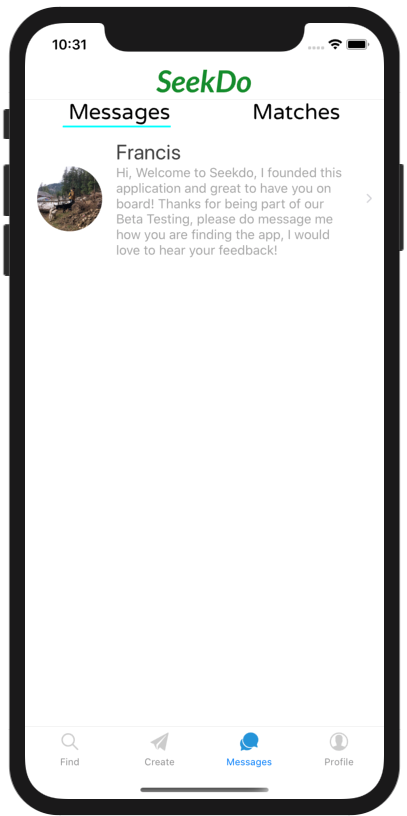 10:31
SeekDo
Messages Matches
Francis
Hi, Welcome to Seekdo, I founded this
application and great to have you on
board! Thanks for being part of our
Beta Testing, please do message me
how you are finding the app, I would
love to hear your feedback!
Find Create Messages Profile